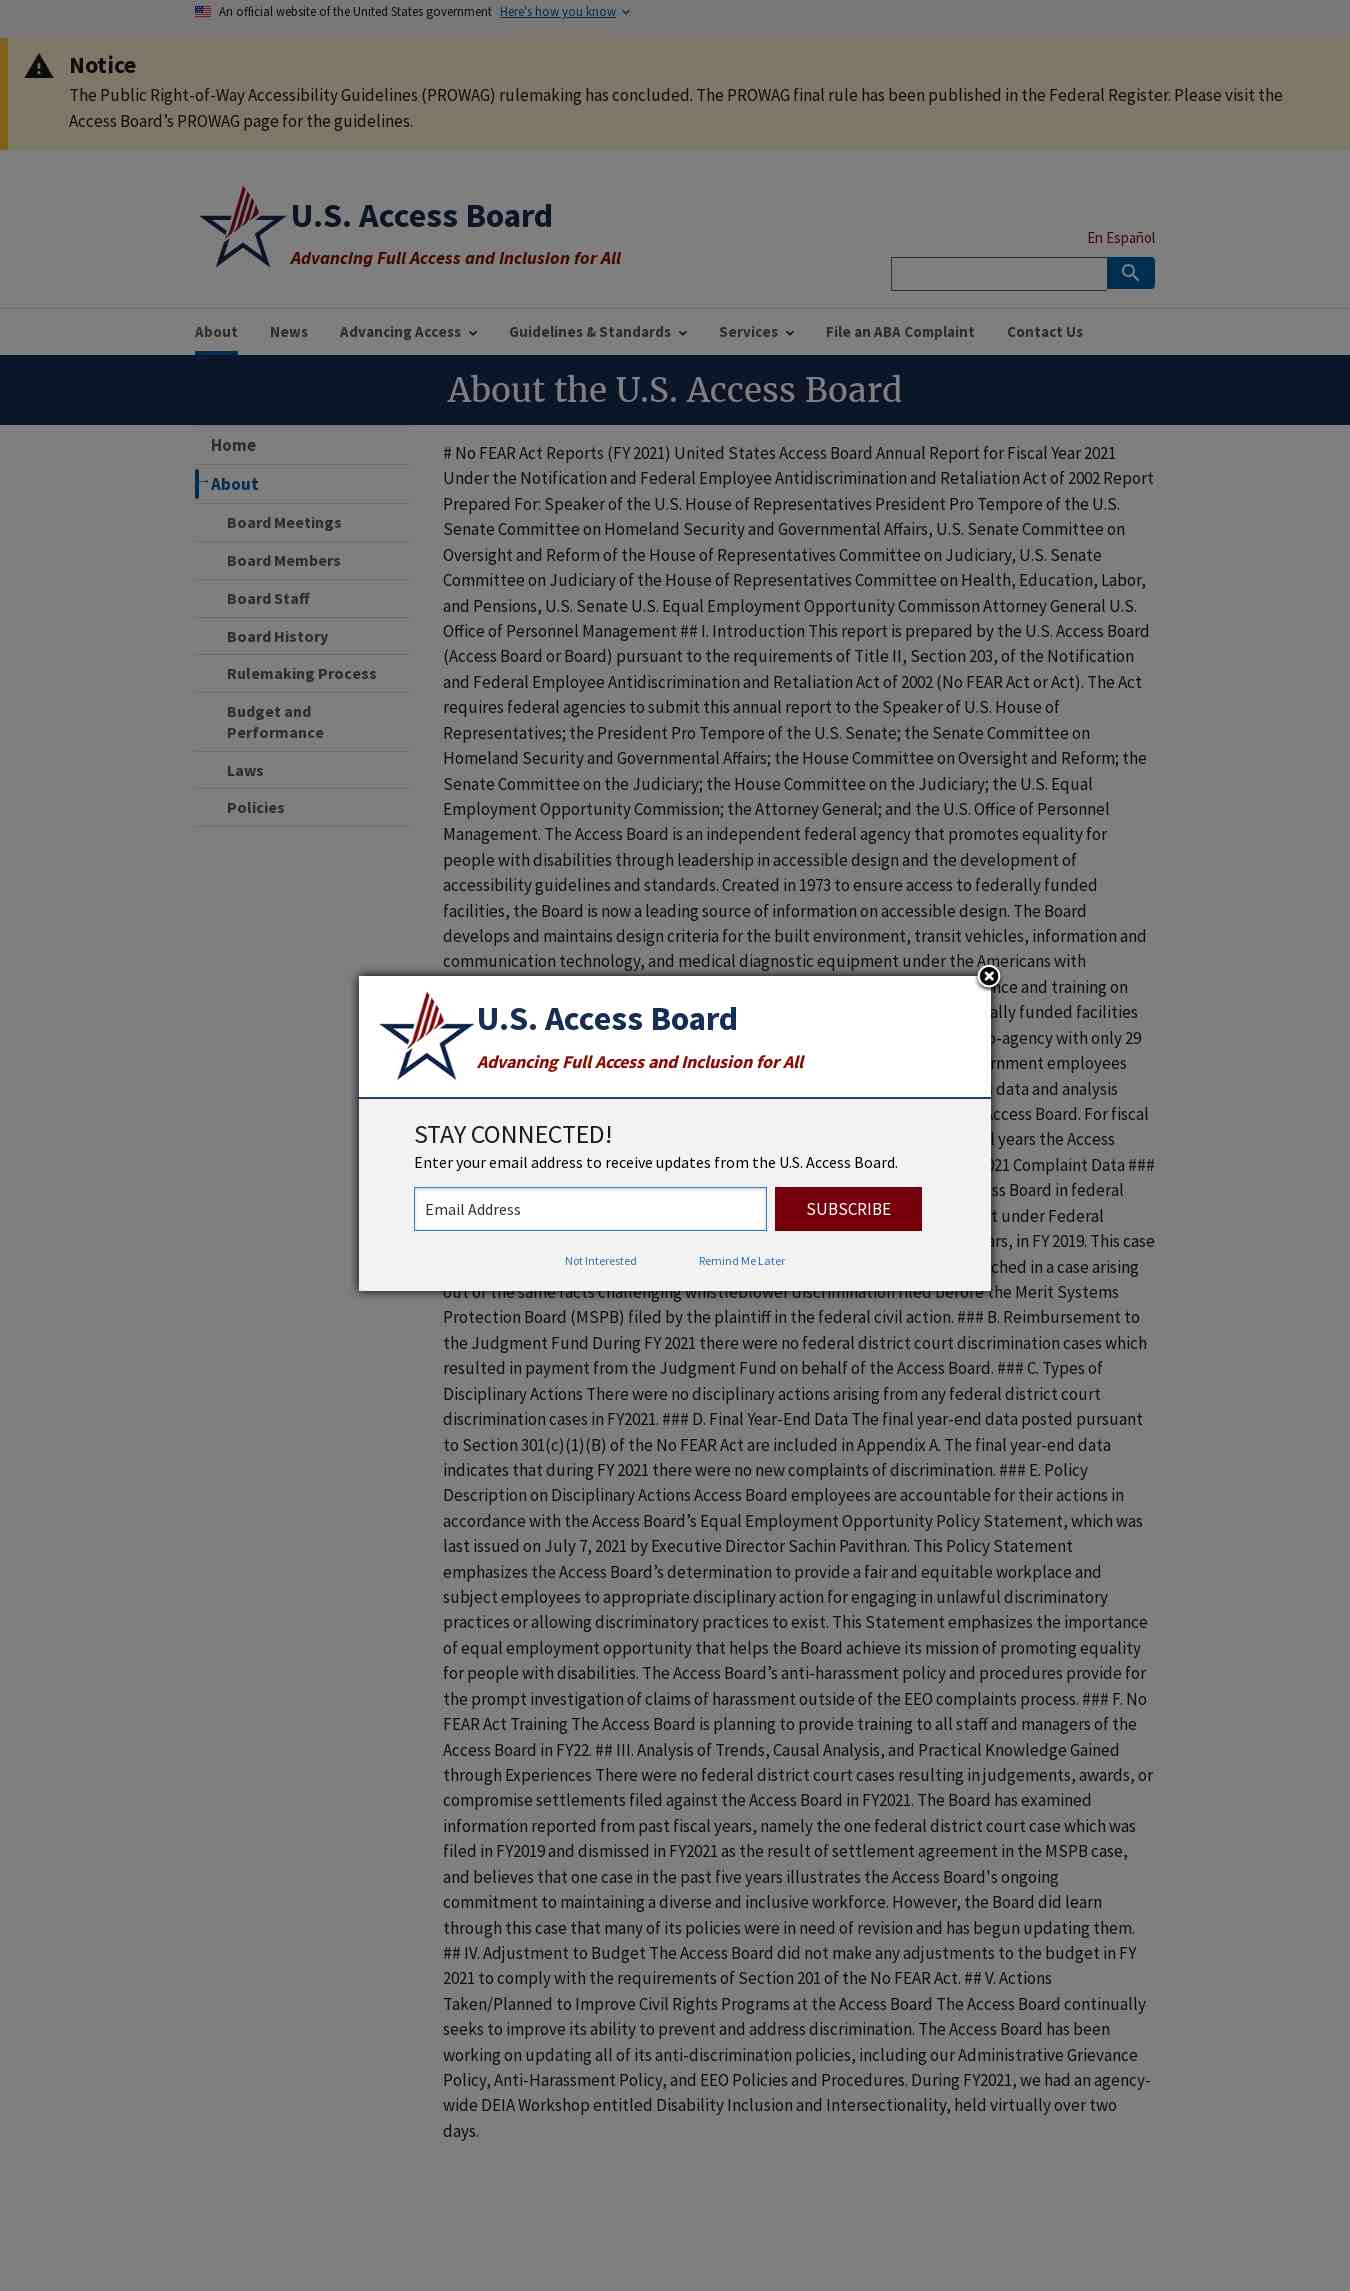 An official website of the United States government Here's how you know
Notice
The Public Right-of-Way Accessibility Guidelines (PROWAG) rulemaking has concluded. The PROWAG final rule has been published in the Federal Register. Please visit the
Access Board’s PROWAG page for the guidelines.
U.S. Access Board
Advancing Full Access and Inclusion for All
En Español
About News Advancing Access Guidelines & Standards Services File an ABA Complaint Contact Us
About the U.S. Access Board
Home
→About
Board Meetings
Board Members
Board Staff
Board History
Rulemaking Process
Budget and
Performance
Laws
Policies
# No FEAR Act Reports (FY 2021) United States Access Board Annual Report for Fiscal Year 2021
Under the Notification and Federal Employee Antidiscrimination and Retaliation Act of 2002 Report
Prepared For: Speaker of the U.S. House of Representatives President Pro Tempore of the U.S.
Senate Committee on Homeland Security and Governmental Affairs, U.S. Senate Committee on
Oversight and Reform of the House of Representatives Committee on Judiciary, U.S. Senate
Committee on Judiciary of the House of Representatives Committee on Health, Education, Labor,
and Pensions, U.S. Senate U.S. Equal Employment Opportunity Commisson Attorney General U.S.
Office of Personnel Management ## I. Introduction This report is prepared by the U.S. Access Board
(Access Board or Board) pursuant to the requirements of Title II, Section 203, of the Notification
and Federal Employee Antidiscrimination and Retaliation Act of 2002 (No FEAR Act or Act). The Act
requires federal agencies to submit this annual report to the Speaker of U.S. House of
Representatives; the President Pro Tempore of the U.S. Senate; the Senate Committee on
Homeland Security and Governmental Affairs; the House Committee on Oversight and Reform; the
Senate Committee on the Judiciary; the House Committee on the Judiciary; the U.S. Equal
Employment Opportunity Commission; the Attorney General; and the U.S. Office of Personnel
Management. The Access Board is an independent federal agency that promotes equality for
people with disabilities through leadership in accessible design and the development of
accessibility guidelines and standards. Created in 1973 to ensure access to federally funded
facilities, the Board is now a leading source of information on accessible design. The Board
develops and maintains design criteria for the built environment, transit vehicles, information and
communication technology, and medical diagnostic equipment under the Americans with
and training on
funded facilities
with only 29
employees
data and analysis
Access Board. For fiscal
years the Access
Complaint Data ###
Board in federal
under Federal
in FY 2019. This case
in a case arising
out of the same facts challenging whistleblower discrimination filed before the Merit Systems
Protection Board (MSPB) filed by the plaintiff in the federal civil action. ### B. Reimbursement to
the Judgment Fund During FY 2021 there were no federal district court discrimination cases which
resulted in payment from the Judgment Fund on behalf of the Access Board. ### C. Types of
Disciplinary Actions There were no disciplinary actions arising from any federal district court
discrimination cases in FY2021. ### D. Final Year-End Data The final year-end data posted pursuant
to Section 301(c)(1)(B) of the No FEAR Act are included in Appendix A. The final year-end data
indicates that during FY 2021 there were no new complaints of discrimination. ### E. Policy
Description on Disciplinary Actions Access Board employees are accountable for their actions in
accordance with the Access Board’s Equal Employment Opportunity Policy Statement, which was
last issued on July 7, 2021 by Executive Director Sachin Pavithran. This Policy Statement
emphasizes the Access Board’s determination to provide a fair and equitable workplace and
subject employees to appropriate disciplinary action for engaging in unlawful discriminatory
practices or allowing discriminatory practices to exist. This Statement emphasizes the importance
of equal employment opportunity that helps the Board achieve its mission of promoting equality
for people with disabilities. The Access Board’s anti-harassment policy and procedures provide for
the prompt investigation of claims of harassment outside of the EEO complaints process. ### F. No
FEAR Act Training The Access Board is planning to provide training to all staff and managers of the
Access Board in FY22. ## III. Analysis of Trends, Causal Analysis, and Practical Knowledge Gained
through Experiences There were no federal district court cases resulting in judgements, awards, or
compromise settlements filed against the Access Board in FY2021. The Board has examined
information reported from past fiscal years, namely the one federal district court case which was
filed in FY2019 and dismissed in FY2021 as the result of settlement agreement in the MSPB case,
and believes that one case in the past five years illustrates the Access Board's ongoing
commitment to maintaining a diverse and inclusive workforce. However, the Board did learn
through this case that many of its policies were in need of revision and has begun updating them.
## IV. Adjustment to Budget The Access Board did not make any adjustments to the budget in FY
2021 to comply with the requirements of Section 201 of the No FEAR Act. ## V. Actions
Taken/Planned to Improve Civil Rights Programs at the Access Board The Access Board continually
seeks to improve its ability to prevent and address discrimination. The Access Board has been
working on updating all of its anti-discrimination policies, including our Administrative Grievance
Policy, Anti-Harassment Policy, and EEO Policies and Procedures. During FY2021, we had an agency-
wide DEIA Workshop entitled Disability Inclusion and Intersectionality, held virtually over two
days.
U.S. Access Board
Advancing Full Access and Inclusion for All
STAY CONNECTED!
Enter your email address to receive updates from the U.S. Access Board.
Email Address SUBSCRIBE
Not Interested Remind Me Later